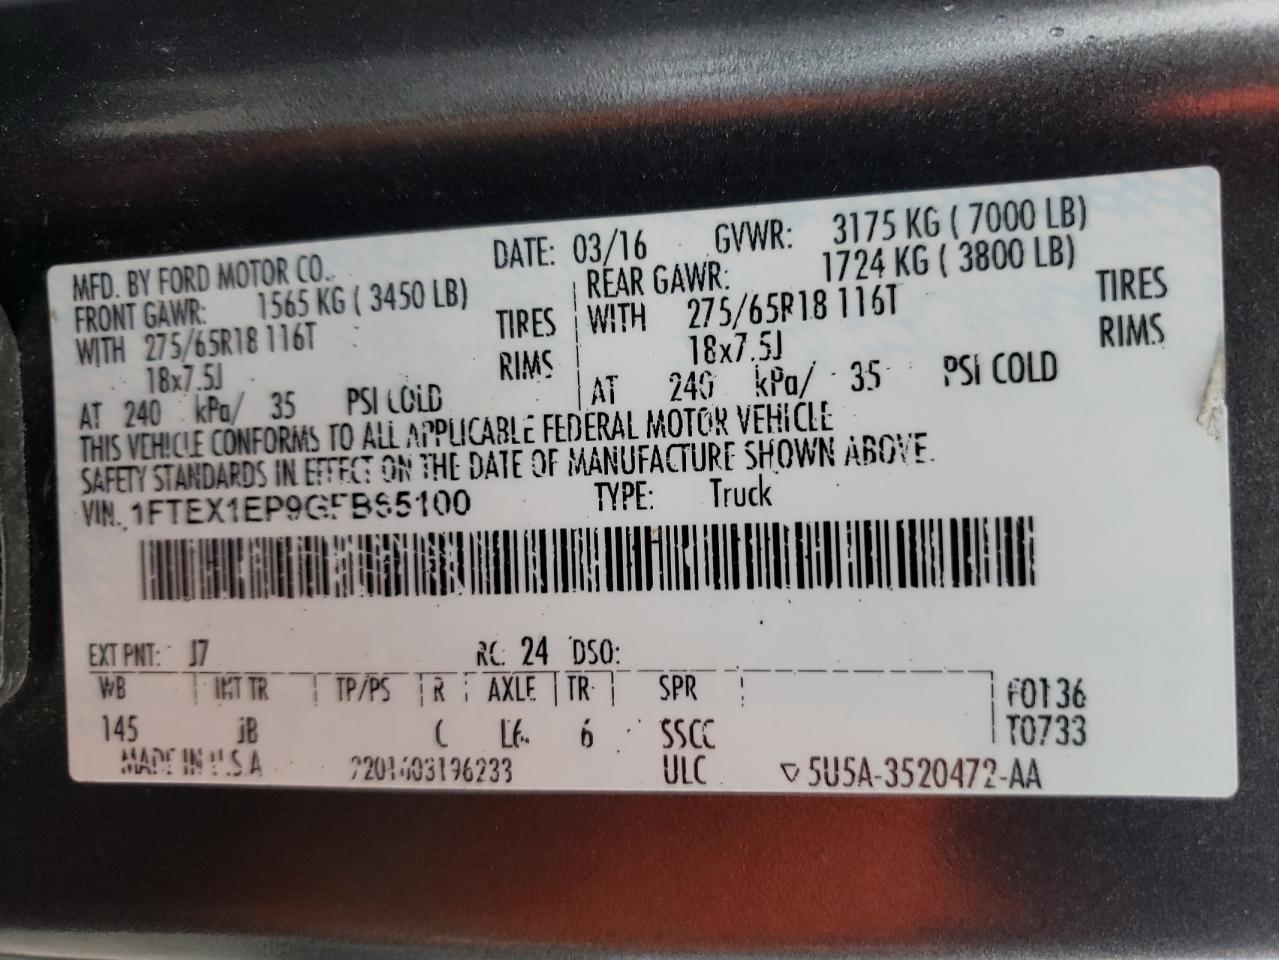 MFD. BY FORD MOTOR CO.
DATE: 03/16 GVWR: 3175 KG ( 7000 LB)
FRONT GAWR: 1565 KG ( 3450 LB)
REAR GAWR: 1724 KG ( 3800 LB)
WITH 275/65R18 116T TIRES
WITH 275/65R18 116T TIRES
18x7.5J RIMS
18x7.5J RIMS
AT 240 kPa/ 35 PSI COLD
AT 240 kPa/ 35 PSI COLD
THIS VEHICLE CONFORMS TO ALL APPLICABLE FEDERAL MOTOR VEHICLE
SAFETY STANDARDS IN EFFECT ON THE DATE OF MANUFACTURE SHOWN ABOVE.
VIN: 1FTEX1EP9GFB65100 TYPE: Truck
EXT PNT: J7 RC: 24 DSO:
WB INT TR TP/PS R AXLE TR SPR F0136
145 JB C L6 6 SSCC T0733
MADE IN U.S.A ULC 5U5A-3520472-AA